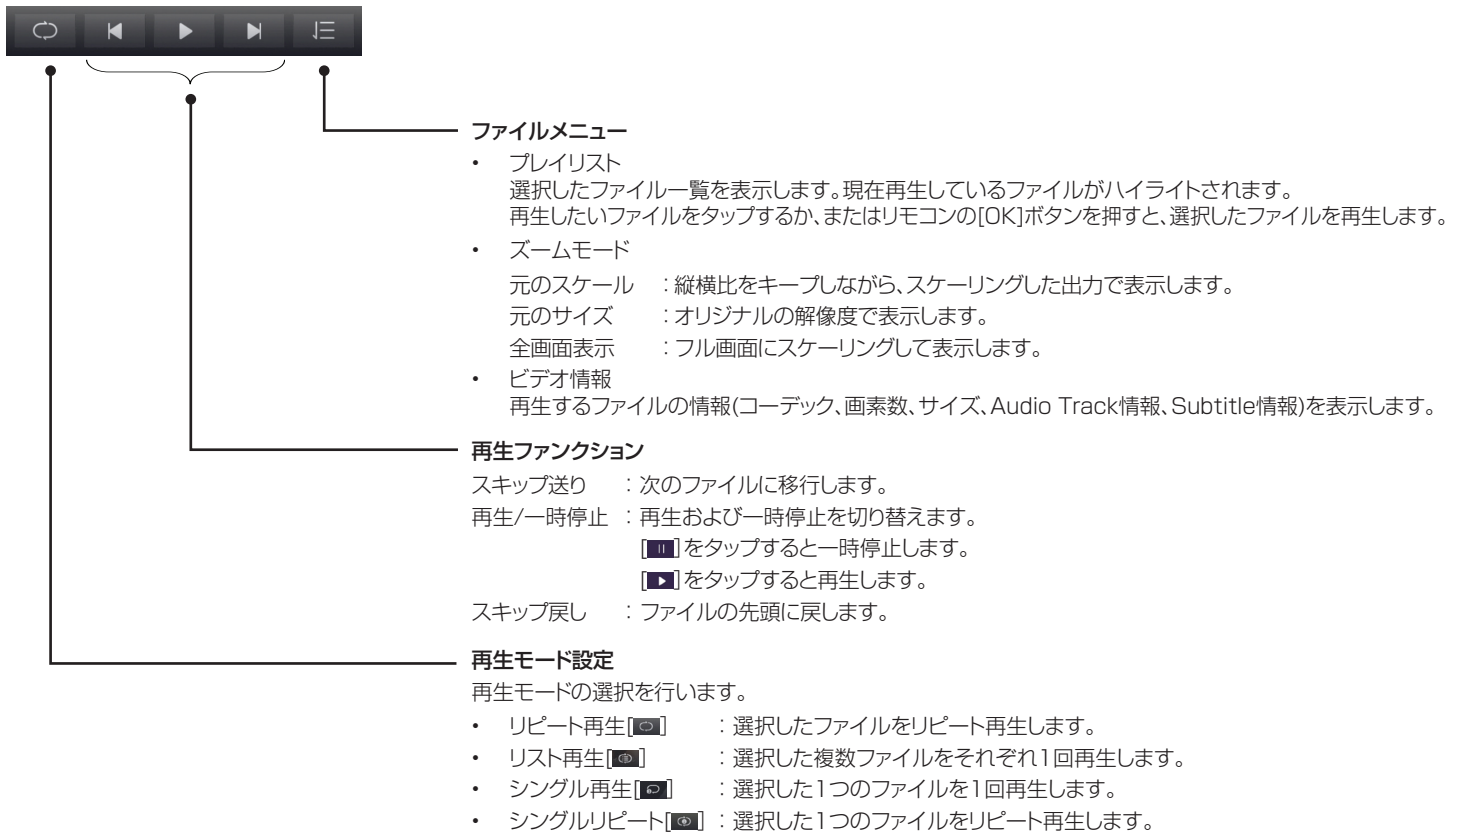 ファイルメニュー
• プレイリスト
選択したファイル一覧を表示します。現在再生しているファイルがハイライトされます。
再生したいファイルをタップするか、またはリモコンの[OK]ボタンを押すと、選択したファイルを再生します。
• ズームモード
元のスケール ：縦横比をキープしながら、スケーリングした出力で表示します。
元のサイズ ：オリジナルの解像度で表示します。
全画面表示 ：フル画面にスケーリングして表示します。
• ビデオ情報
再生するファイルの情報(コーデック、画素数、サイズ、Audio Track情報、Subtitle情報)を表示します。
再生ファンクション
スキップ送り ：次のファイルに移行します。
再生/一時停止 ：再生および一時停止を切り替えます。
[ ]をタップすると一時停止します。
[ ]をタップすると再生します。
スキップ戻し ：ファイルの先頭に戻します。
再生モード設定
再生モードの選択を行います。
• リピート再生[ ] ：選択したファイルをリピート再生します。
• リスト再生[ ] ：選択した複数ファイルをそれぞれ1回再生します。
• シングル再生[ ] ：選択した1つのファイルを1回再生します。
• シングルリピート[ ] ：選択した1つのファイルをリピート再生します。